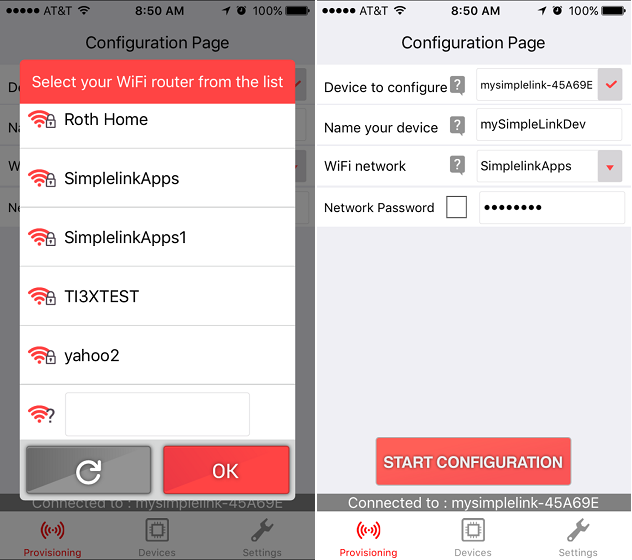 AT&T 8:50 AM 100%
Configuration Page
Select your WiFi router from the list
De
Roth Home
Na
SimplelinkApps
W
SimplelinkApps1
Ne
TI3XTEST
yahoo2
?
OK
Connected to : mysimplelink-45A69E
Provisioning Devices Settings
AT&T 8:50 AM 100%
Configuration Page
Device to configure ? mysimplelink-45A69E
Name your device ? mySimpleLinkDev
WiFi network ? SimplelinkApps
Network Password ••••••••
START CONFIGURATION
Connected to : mysimplelink-45A69E
Provisioning Devices Settings